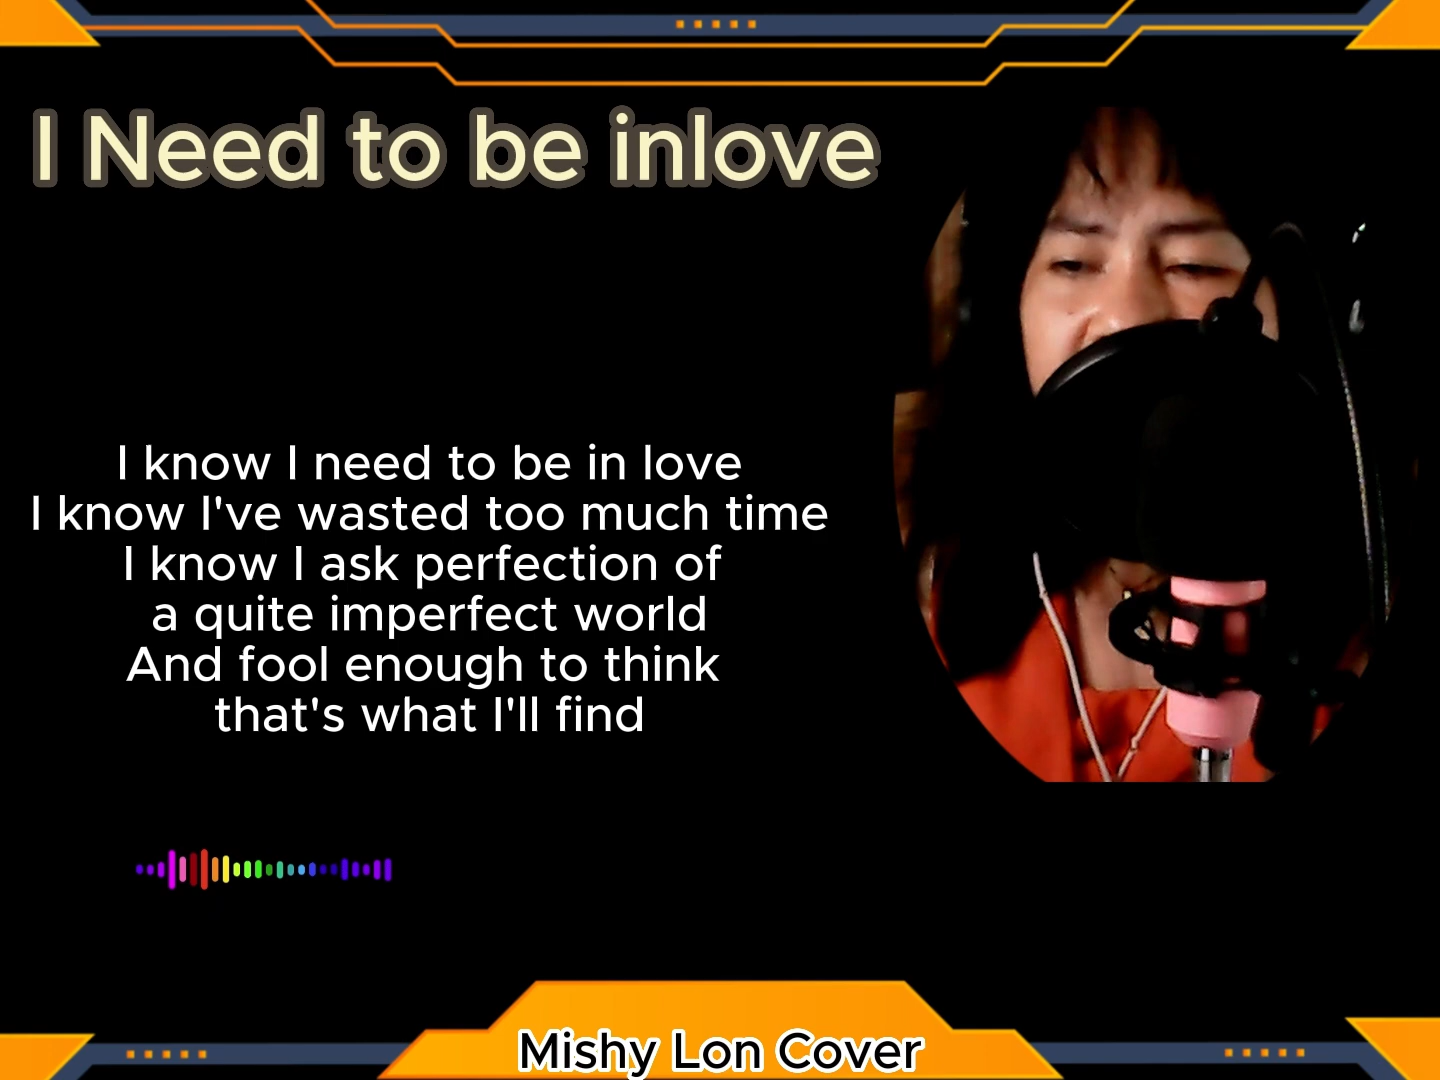 I Need to be inlove
I know I need to be in love
I know I've wasted too much time
I know I ask perfection of
a quite imperfect world
And fool enough to think
that's what I'll find
Mishy Lon Cover